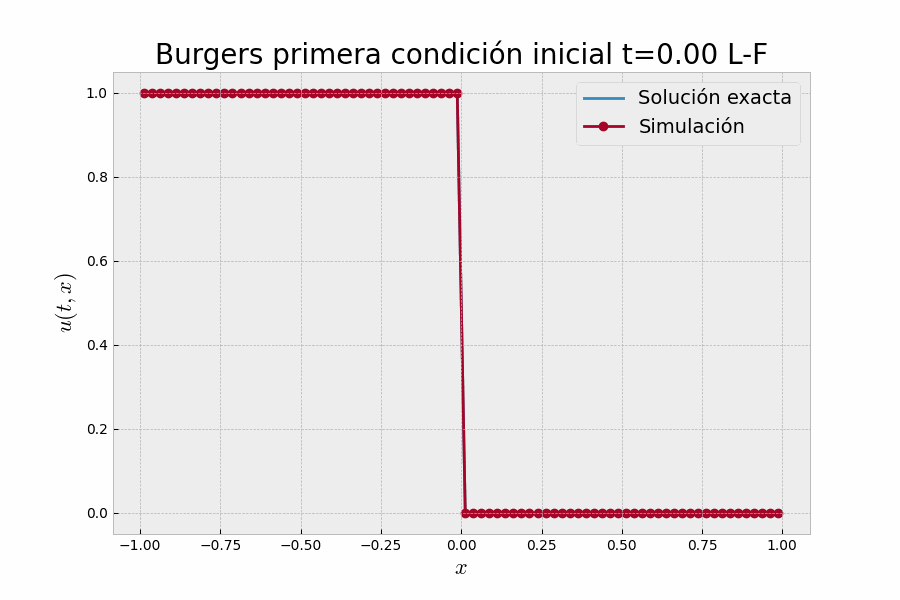 Burgers primera condición inicial t=0.00 L-F
Solución exacta
Simulación
1.0
0.8
0.6
0.4
0.2
0.0
u(t, x)
−1.00 −0.75 −0.50 −0.25 0.00 0.25 0.50 0.75 1.00
x